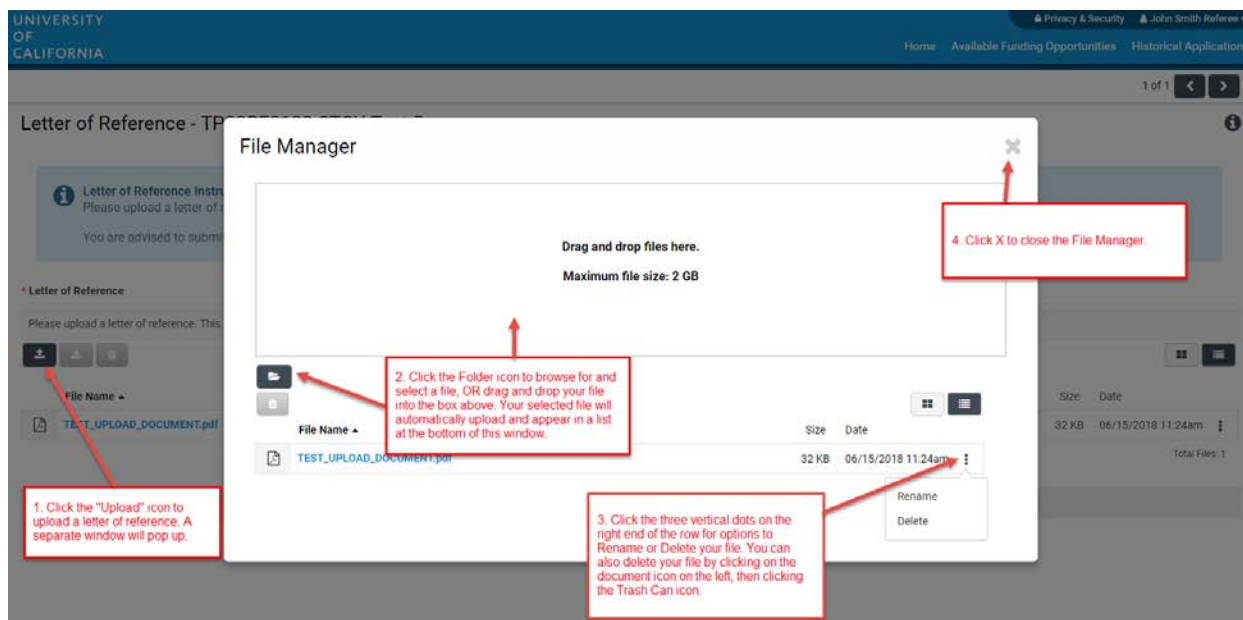 UNIVERSITY
OF
CALIFORNIA
Privacy & Security John Smith Referee
Home Available Funding Opportunities Historical Application
1 of 1
Letter of Reference - TP
File Manager
Letter of Reference Instru
Please upload a letter of
You are advised to submi
Drag and drop files here.
Maximum file size: 2 GB
4. Click X to close the File Manager.
* Letter of Reference
Please upload a letter of reference. This
2. Click the Folder icon to browse for and
select a file, OR drag and drop your file
into the box above. Your selected file will
automatically upload and appear in a list
at the bottom of this window.
File Name
Size Date
TEST_UPLOAD_DOCUMENT.pdf
32 KB 06/15/2018 11:24am
Total Files: 1
File Name
Size Date
TEST_UPLOAD_DOCUMENT.pdf
32 KB 06/15/2018 11:24am
Rename
Delete
1. Click the "Upload" icon to
upload a letter of reference. A
separate window will pop up.
3. Click the three vertical dots on the
right end of the row for options to
Rename or Delete your file. You can
also delete your file by clicking on the
document icon on the left, then clicking
the Trash Can icon.